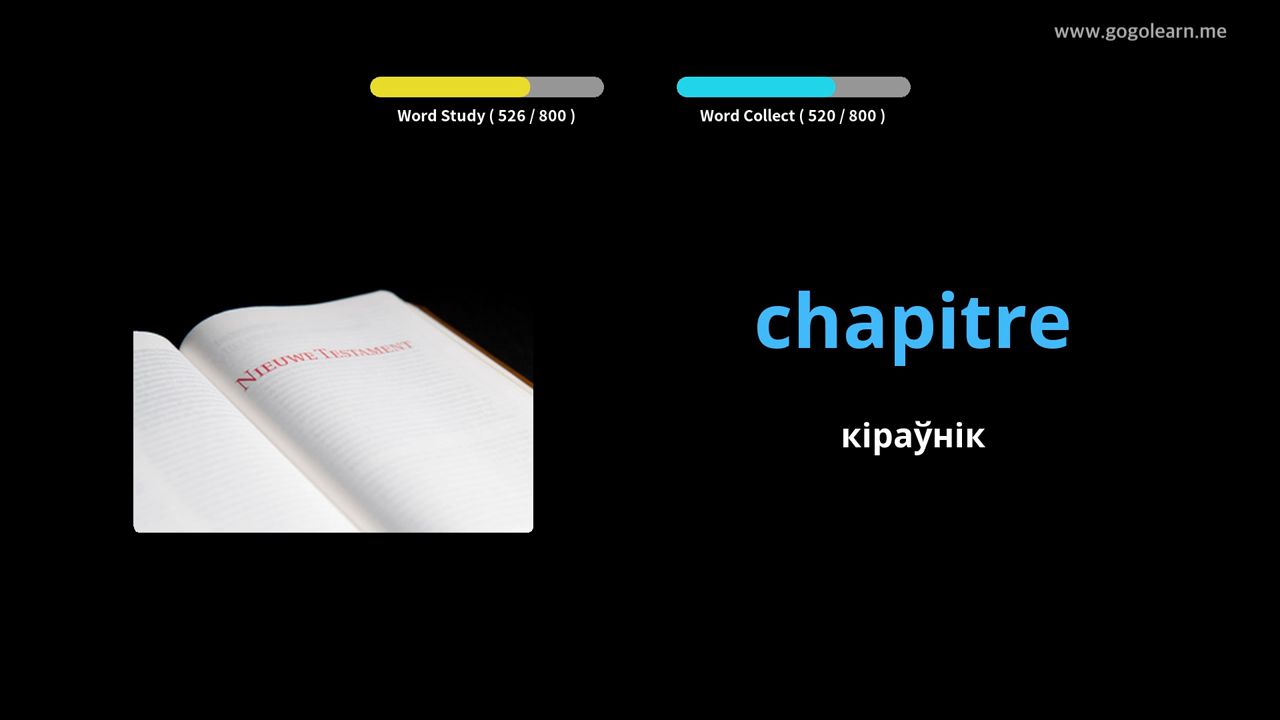 www.gogolearn.me
Word Study ( 526 / 800 )
Word Collect ( 520 / 800 )
NIEUWE TESTAMENT
chapitre
кіраўнік